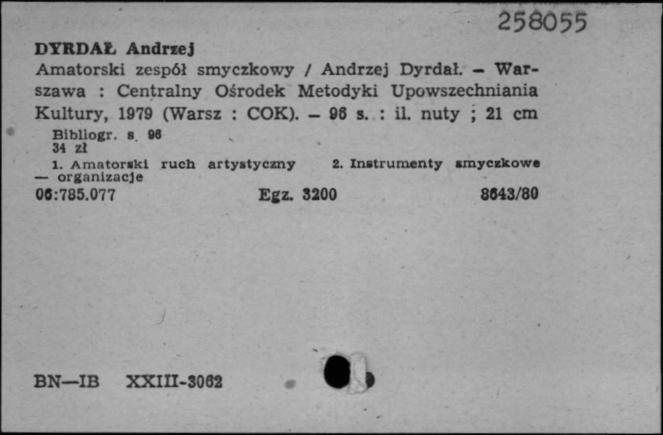 258055
DYRDAŁ Andrzej
Amatorski zespół smyczkowy / Andrzej Dyrdał. — War-
szawa : Centralny Ośrodek Metodyki Upowszechniania
Kultury, 1979 (Warsz : COK). — 96 s. : il. nuty ; 21 cm
Bibliogr. s. 96
34 zł
1. Amatorski ruch artystyczny 2. Instrumenty smyczkowe
— organizacje
06:785.077 Egz. 3200 8643/80
BN—IB XXIII-3062